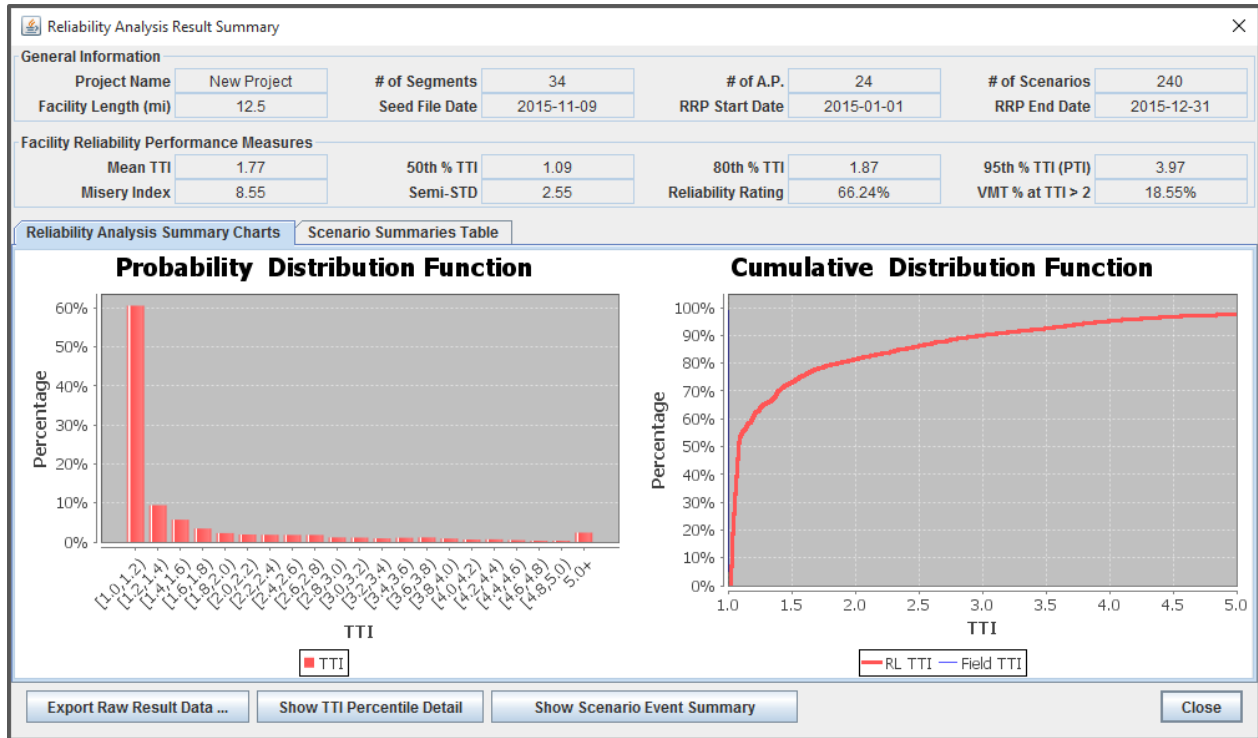 Reliability Analysis Result Summary
General Information
Project Name New Project # of Segments 34 # of A.P. 24 # of Scenarios 240
Facility Length (mi) 12.5 Seed File Date 2015-11-09 RRP Start Date 2015-01-01 RRP End Date 2015-12-31
Facility Reliability Performance Measures
Mean TTI 1.77 50th % TTI 1.09 80th % TTI 1.87 95th % TTI (PTI) 3.97
Misery Index 8.55 Semi-STD 2.55 Reliability Rating 66.24% VMT % at TTI > 2 18.55%
Reliability Analysis Summary Charts Scenario Summaries Table
Probability Distribution Function
Percentage
60%
50%
40%
30%
20%
10%
0%
[1.0,1.2) [1.2,1.4) [1.4,1.6) [1.6,1.8) [1.8,2.0) [2.0,2.2) [2.2,2.4) [2.4,2.6) [2.6,2.8) [2.8,3.0) [3.0,3.2) [3.2,3.4) [3.4,3.6) [3.6,3.8) [3.8,4.0) [4.0,4.2) [4.2,4.4) [4.4,4.6) [4.6,4.8) [4.8,5.0) 5.0+
TTI
TTI
Cumulative Distribution Function
Percentage
100%
90%
80%
70%
60%
50%
40%
30%
20%
10%
0%
1.0 1.5 2.0 2.5 3.0 3.5 4.0 4.5 5.0
TTI
RL TTI Field TTI
Export Raw Result Data ... Show TTI Percentile Detail Show Scenario Event Summary Close